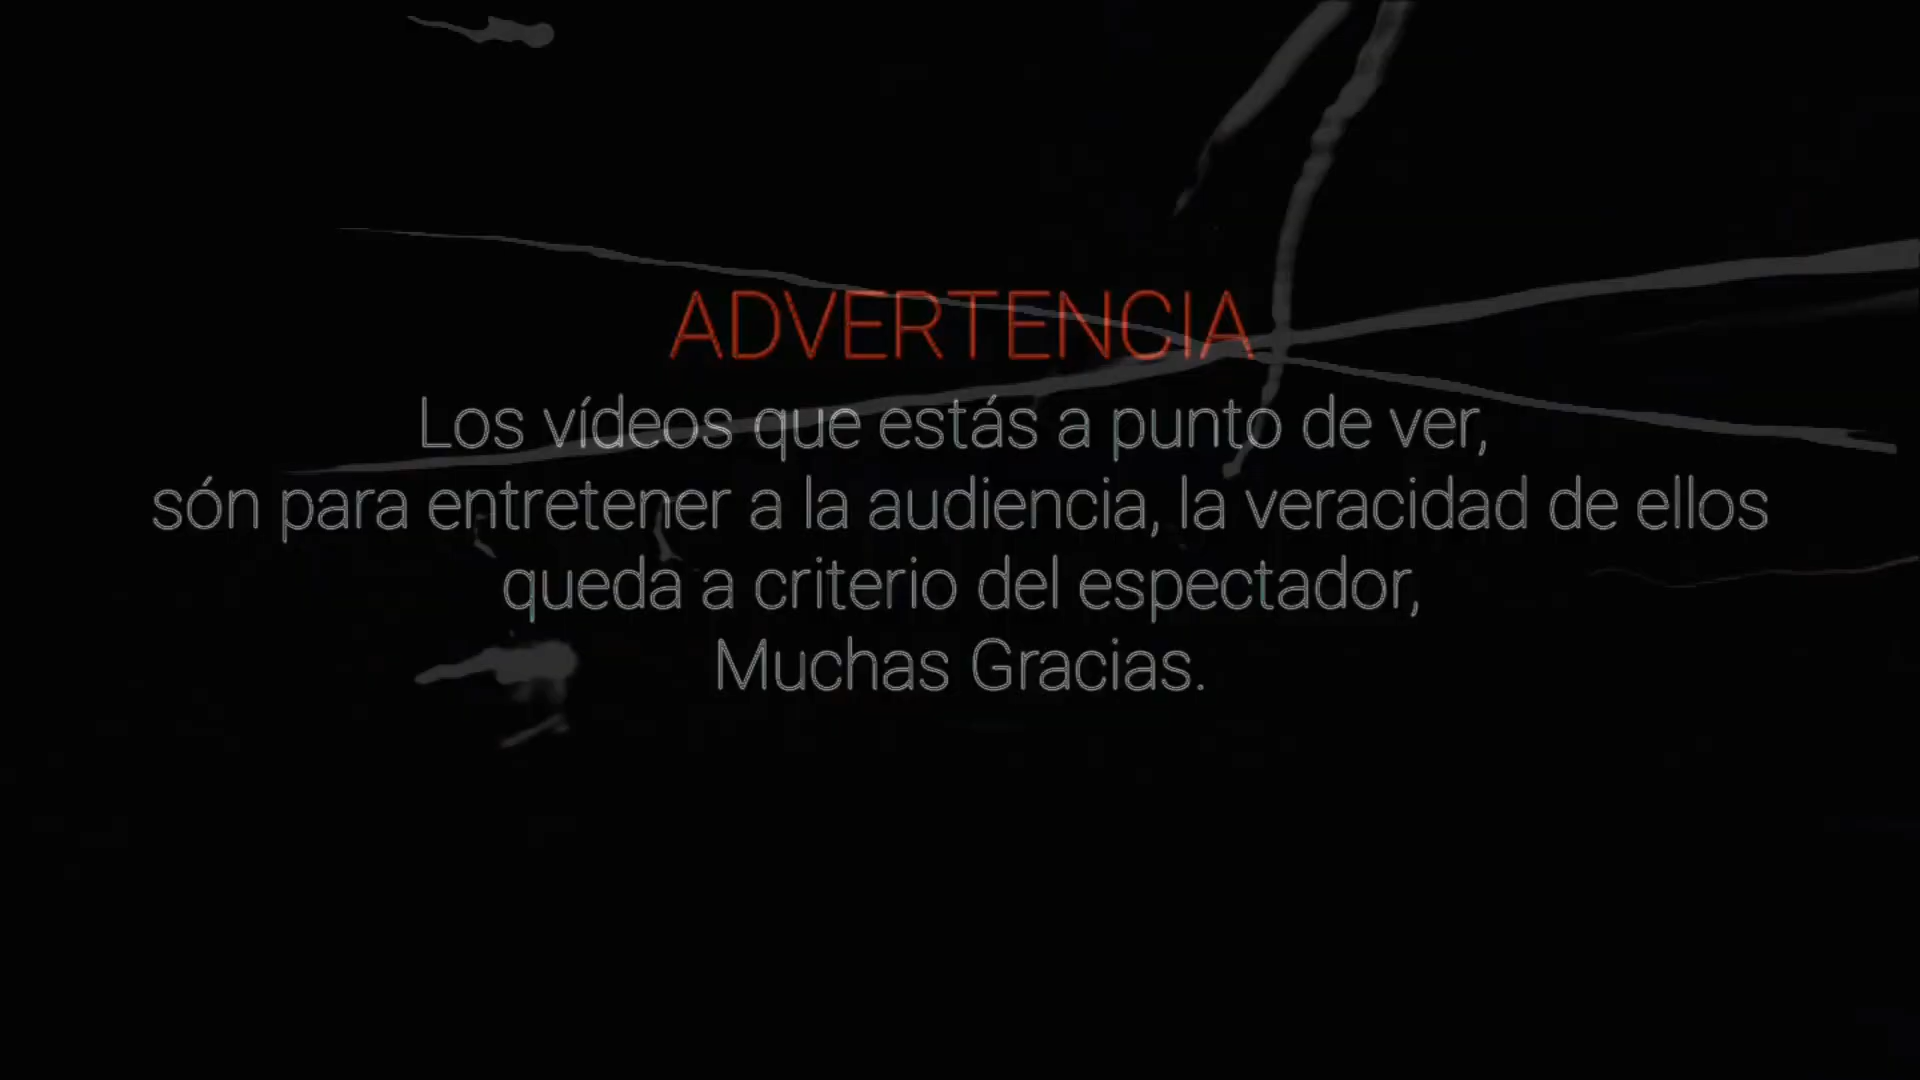 ADVERTENCIA
Los vídeos que estás a punto de ver,
són para entretener a la audiencia, la veracidad de ellos
queda a criterio del espectador,
Muchas Gracias.